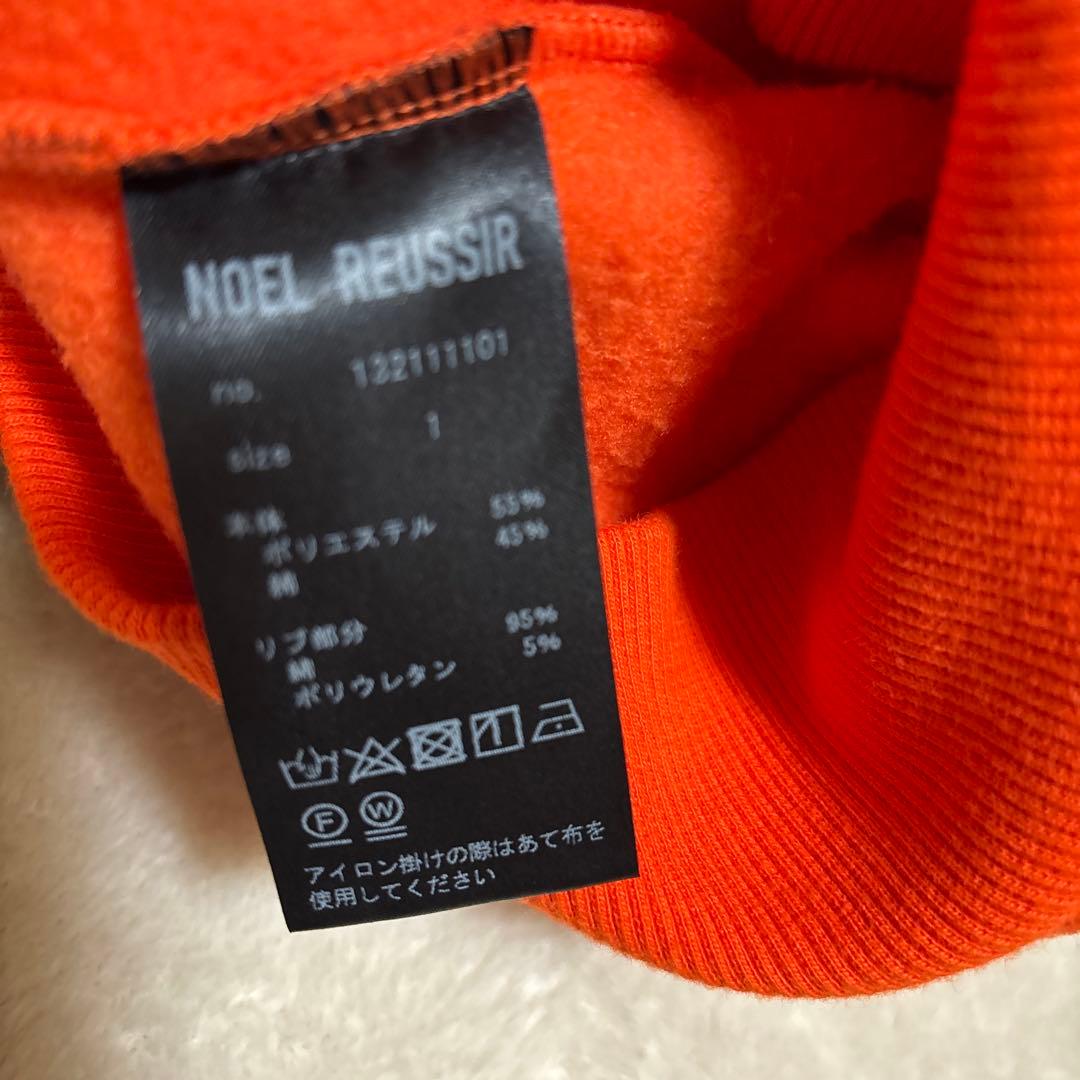 NOEL REUSSIR
no. 132111101
size 1
本体
ポリエステル 55%
綿 45%
リブ部分
綿 95%
ポリウレタン 5%
F W
アイロン掛けの際はあて布を
使用してください